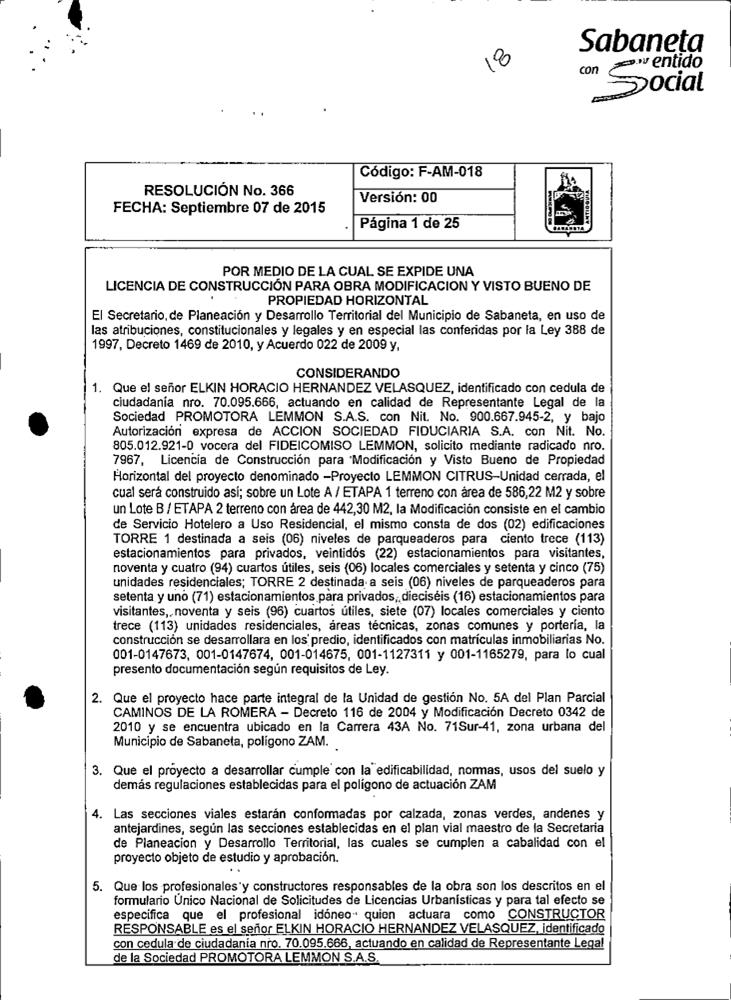 Sabaneta
con Sentido
Social
RESOLUCIÓN No. 366
FECHA: Septiembre 07 de 2015
Código: F-AM-018
Versión: 00
Página 1 de 25
SABANETA
ANTIOQUIA
POR MEDIO DE LA CUAL SE EXPIDE UNA
LICENCIA DE CONSTRUCCIÓN PARA OBRA MODIFICACION Y VISTO BUENO DE
PROPIEDAD HORIZONTAL
El Secretario de Planeación y Desarrollo Territorial del Municipio de Sabaneta, en uso de
las atribuciones, constitucionales y legales y en especial las conferidas por la Ley 388 de
1997, Decreto 1469 de 2010, y Acuerdo 022 de 2009 y,
CONSIDERANDO
1. Que el señor ELKIN HORACIO HERNANDEZ VELASQUEZ, identificado con cedula de
ciudadanía nro. 70.095.666, actuando en calidad de Representante Legal de la
Sociedad PROMOTORA LEMMON S.A.S. con Nit. No. 900.667.945-2, y bajo
Autorización expresa de ACCION SOCIEDAD FIDUCIARIA S.A. con Nit. No.
805.012.921-0 vocera del FIDEICOMISO LEMMON, solicito mediante radicado nro.
7967, Licencia de Construcción para Modificación y Visto Bueno de Propiedad
Horizontal del proyecto denominado –Proyecto LEMMON CITRUS–Unidad cerrada, el
cual será construido así; sobre un Lote A / ETAPA 1 terreno con área de 586,22 M2 y sobre
un Lote B / ETAPA 2 terreno con área de 442,30 M2, la Modificación consiste en el cambio
de Servicio Hotelero a Uso Residencial, el mismo consta de dos (02) edificaciones
TORRE 1 destinada a seis (06) niveles de parqueaderos para ciento trece (113)
estacionamientos para privados, veintidós (22) estacionamientos para visitantes,
noventa y cuatro (94) cuartos útiles, seis (06) locales comerciales y setenta y cinco (75)
unidades residenciales; TORRE 2 destinada a seis (06) niveles de parqueaderos para
setenta y uno (71) estacionamientos para privados, dieciséis (16) estacionamientos para
visitantes, noventa y seis (96) cuartos útiles, siete (07) locales comerciales y ciento
trece (113) unidades residenciales, áreas técnicas, zonas comunes y portería, la
construcción se desarrollara en los predio, identificados con matrículas inmobiliarias No.
001-0147673, 001-0147674, 001-014675, 001-1127311 y 001-1165279, para lo cual
presento documentación según requisitos de Ley.
2. Que el proyecto hace parte integral de la Unidad de gestión No. 5A del Plan Parcial
CAMINOS DE LA ROMERA – Decreto 116 de 2004 y Modificación Decreto 0342 de
2010 y se encuentra ubicado en la Carrera 43A No. 71Sur-41, zona urbana del
Municipio de Sabaneta, polígono ZAM.
3. Que el proyecto a desarrollar cumple con la edificabilidad, normas, usos del suelo y
demás regulaciones establecidas para el polígono de actuación ZAM
4. Las secciones viales estarán conformadas por calzada, zonas verdes, andenes y
antejardines, según las secciones establecidas en el plan vial maestro de la Secretaria
de Planeacion y Desarrollo Territorial, las cuales se cumplen a cabalidad con el
proyecto objeto de estudio y aprobación.
5. Que los profesionales y constructores responsables de la obra son los descritos en el
formulario Único Nacional de Solicitudes de Licencias Urbanísticas y para tal efecto se
especifica que el profesional idóneo quien actuara como CONSTRUCTOR
RESPONSABLE es el señor ELKIN HORACIO HERNANDEZ VELASQUEZ, identificado
con cedula de ciudadanía nro. 70.095.666, actuando en calidad de Representante Legal
de la Sociedad PROMOTORA LEMMON S.A.S.